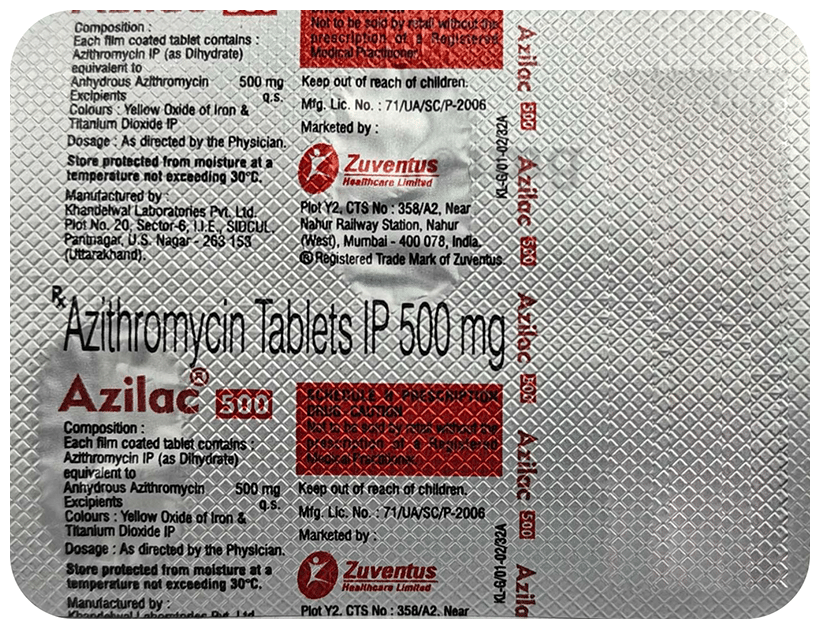 Composition :
Each film coated tablet contains :
Azithromycin IP (as Dihydrate)
equivalent to
Anhydrous Azithromycin 500 mg
Excipients q.s.
Colours : Yellow Oxide of Iron &
Titanium Dioxide IP
Dosage : As directed by the Physician.
Store protected from moisture at a
temperature not exceeding 30°C.
Manufactured by :
Khandelwal Laboratories Pvt. Ltd.
Plot No. 20, Sector-6, I.I.E., SIDCUL,
Pantnagar, U.S. Nagar - 263 153
(Uttarakhand).
Not to be sold by retail without the
prescription of a Registered
Medical Practitioner.
Keep out of reach of children.
Mfg. Lic. No. : 71/UA/SC/P-2006
Marketed by :
Zuventus
Healthcare Limited
Plot Y2, CTS No : 358/A2, Near
Nahur Railway Station, Nahur
(West), Mumbai - 400 078, India.
® Registered Trade Mark of Zuventus.
Rx
Azithromycin Tablets IP 500 mg
Azilac® 500
Composition :
Each film coated tablet contains :
Azithromycin IP (as Dihydrate)
equivalent to
Anhydrous Azithromycin 500 mg
Excipients q.s.
Colours : Yellow Oxide of Iron &
Titanium Dioxide IP
Dosage : As directed by the Physician.
Store protected from moisture at a
temperature not exceeding 30°C.
Manufactured by :
Khandelwal Laboratories Pvt. Ltd.
SCHEDULE H PRESCRIPTION
DRUG CAUTION
Not to be sold by retail without the
prescription of a Registered
Medical Practitioner.
Keep out of reach of children.
Mfg. Lic. No. : 71/UA/SC/P-2006
Marketed by :
Zuventus
Healthcare Limited
Plot Y2, CTS No : 358/A2, Near
KL-G/01-02/32A
KL-G/01-02/32A
Azilac 500
Azilac 500
Azilac 500
Azilac 500
Azila